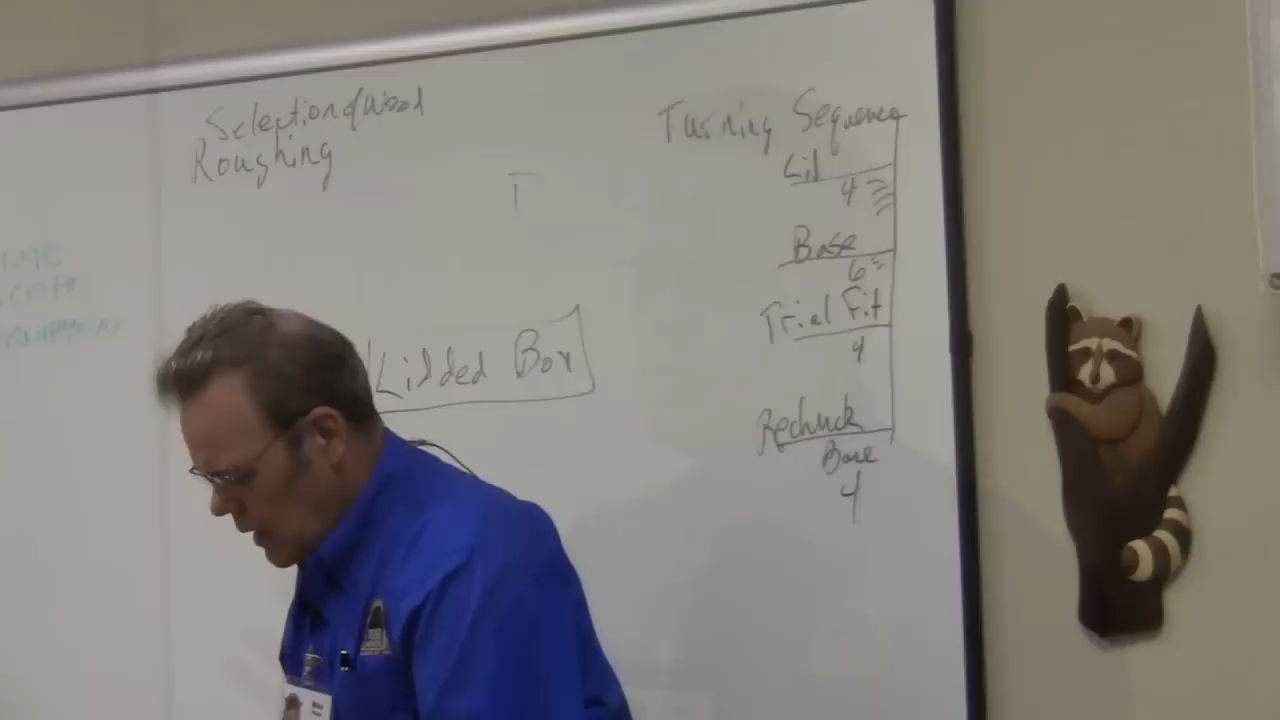 Selection of Wood
Roughing
T
Lidded Box
Turning Sequence
Lid
4
Base
6
Trial Fit
4
Rechuck
Base
4